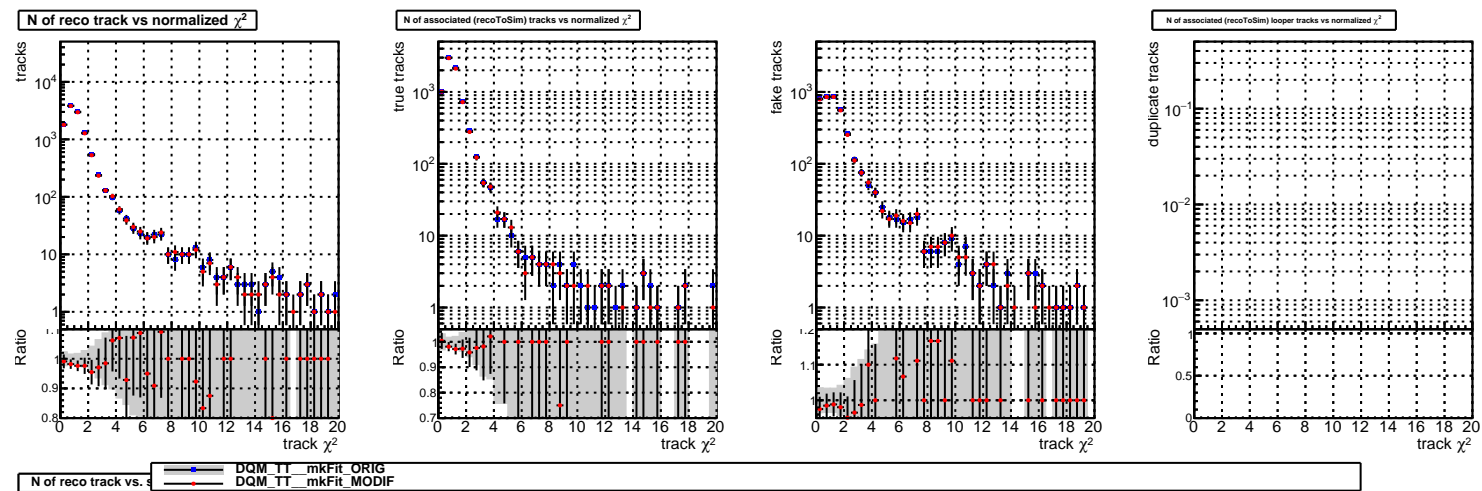 N of reco track vs normalized χ²
tracks
10⁴
10³
10²
10
1
Ratio
1.1
1
0.9
0.8
0 2 4 6 8 10 12 14 16 18 20
track χ²
N of associated (recoToSim) tracks vs normalized χ²
true tracks
10³
10²
10
1
Ratio
1
0.9
0.8
0.7
0 2 4 6 8 10 12 14 16 18 20
track χ²
fake tracks
10³
10²
10
1
Ratio
1.2
1.1
1
0 2 4 6 8 10 12 14 16 18 20
track χ²
N of associated (recoToSim) looper tracks vs normalized χ²
duplicate tracks
10⁻¹
10⁻²
10⁻³
Ratio
1
0.5
0
0 2 4 6 8 10 12 14 16 18 20
track χ²
N of reco track vs. s
DQM_TT__mkFit_ORIG
DQM_TT__mkFit_MODIF